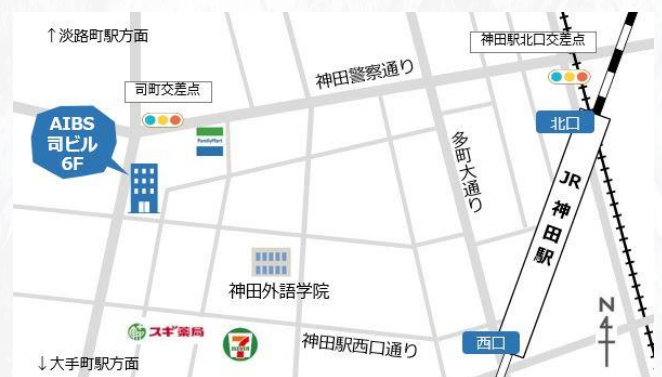 ↑淡路町駅方面
神田駅北口交差点
神田警察通り
司町交差点
AIBS
司ビル
6F
FamilyMart
北口
多町大通り
JR 神田駅
神田外語学院
N
スギ薬局
7
ELEVEN
神田駅西口通り
西口
↓大手町駅方面